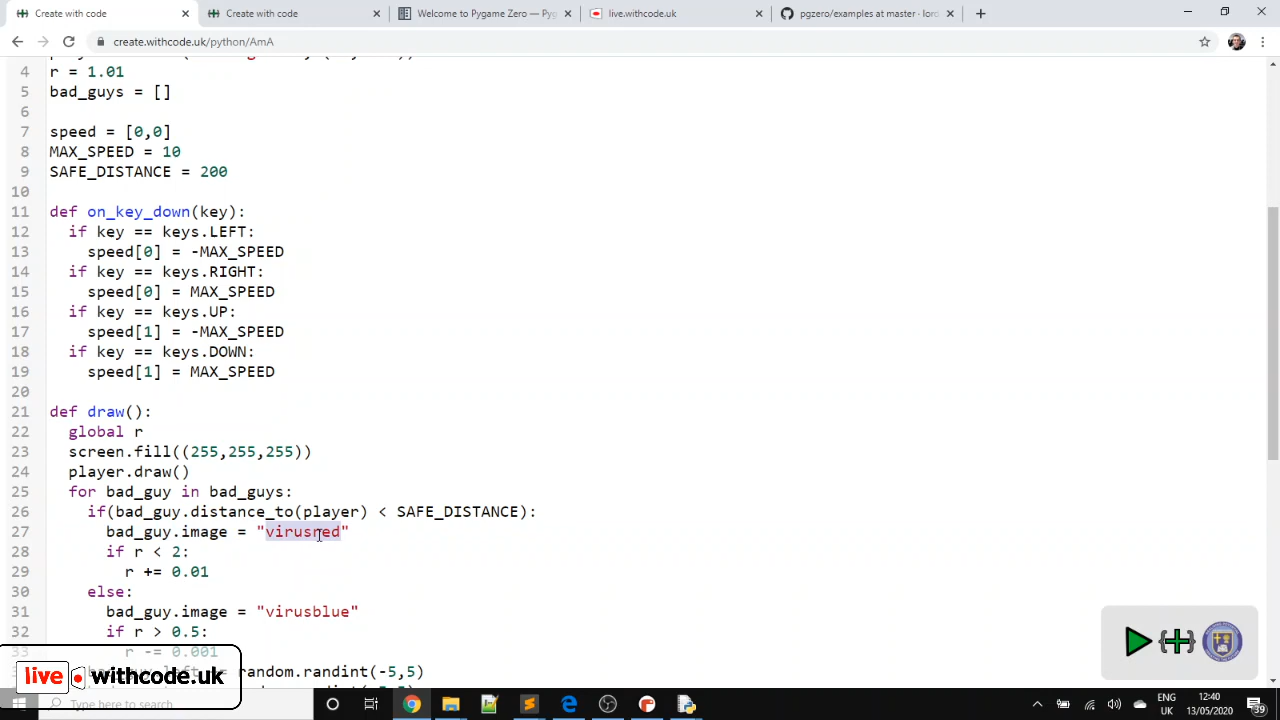 Create with code
Create with code
Welcome to Pygame Zero — Pyg
live.withcode.uk
pgzero/examples at master · lord
create.withcode.uk/python/AmA
4 r = 1.01
5 bad_guys = []
6
7 speed = [0,0]
8 MAX_SPEED = 10
9 SAFE_DISTANCE = 200
10
11 def on_key_down(key):
12 if key == keys.LEFT:
13 speed[0] = -MAX_SPEED
14 if key == keys.RIGHT:
15 speed[0] = MAX_SPEED
16 if key == keys.UP:
17 speed[1] = -MAX_SPEED
18 if key == keys.DOWN:
19 speed[1] = MAX_SPEED
20
21 def draw():
22 global r
23 screen.fill((255,255,255))
24 player.draw()
25 for bad_guy in bad_guys:
26 if(bad_guy.distance_to(player) < SAFE_DISTANCE):
27 bad_guy.image = "virusred"
28 if r < 2:
29 r += 0.01
30 else:
31 bad_guy.image = "virusblue"
32 if r > 0.5:
33 r -= 0.001
random.randint(-5,5)
live withcode.uk
Type here to search
ENG
UK
12:40
13/05/2020
39